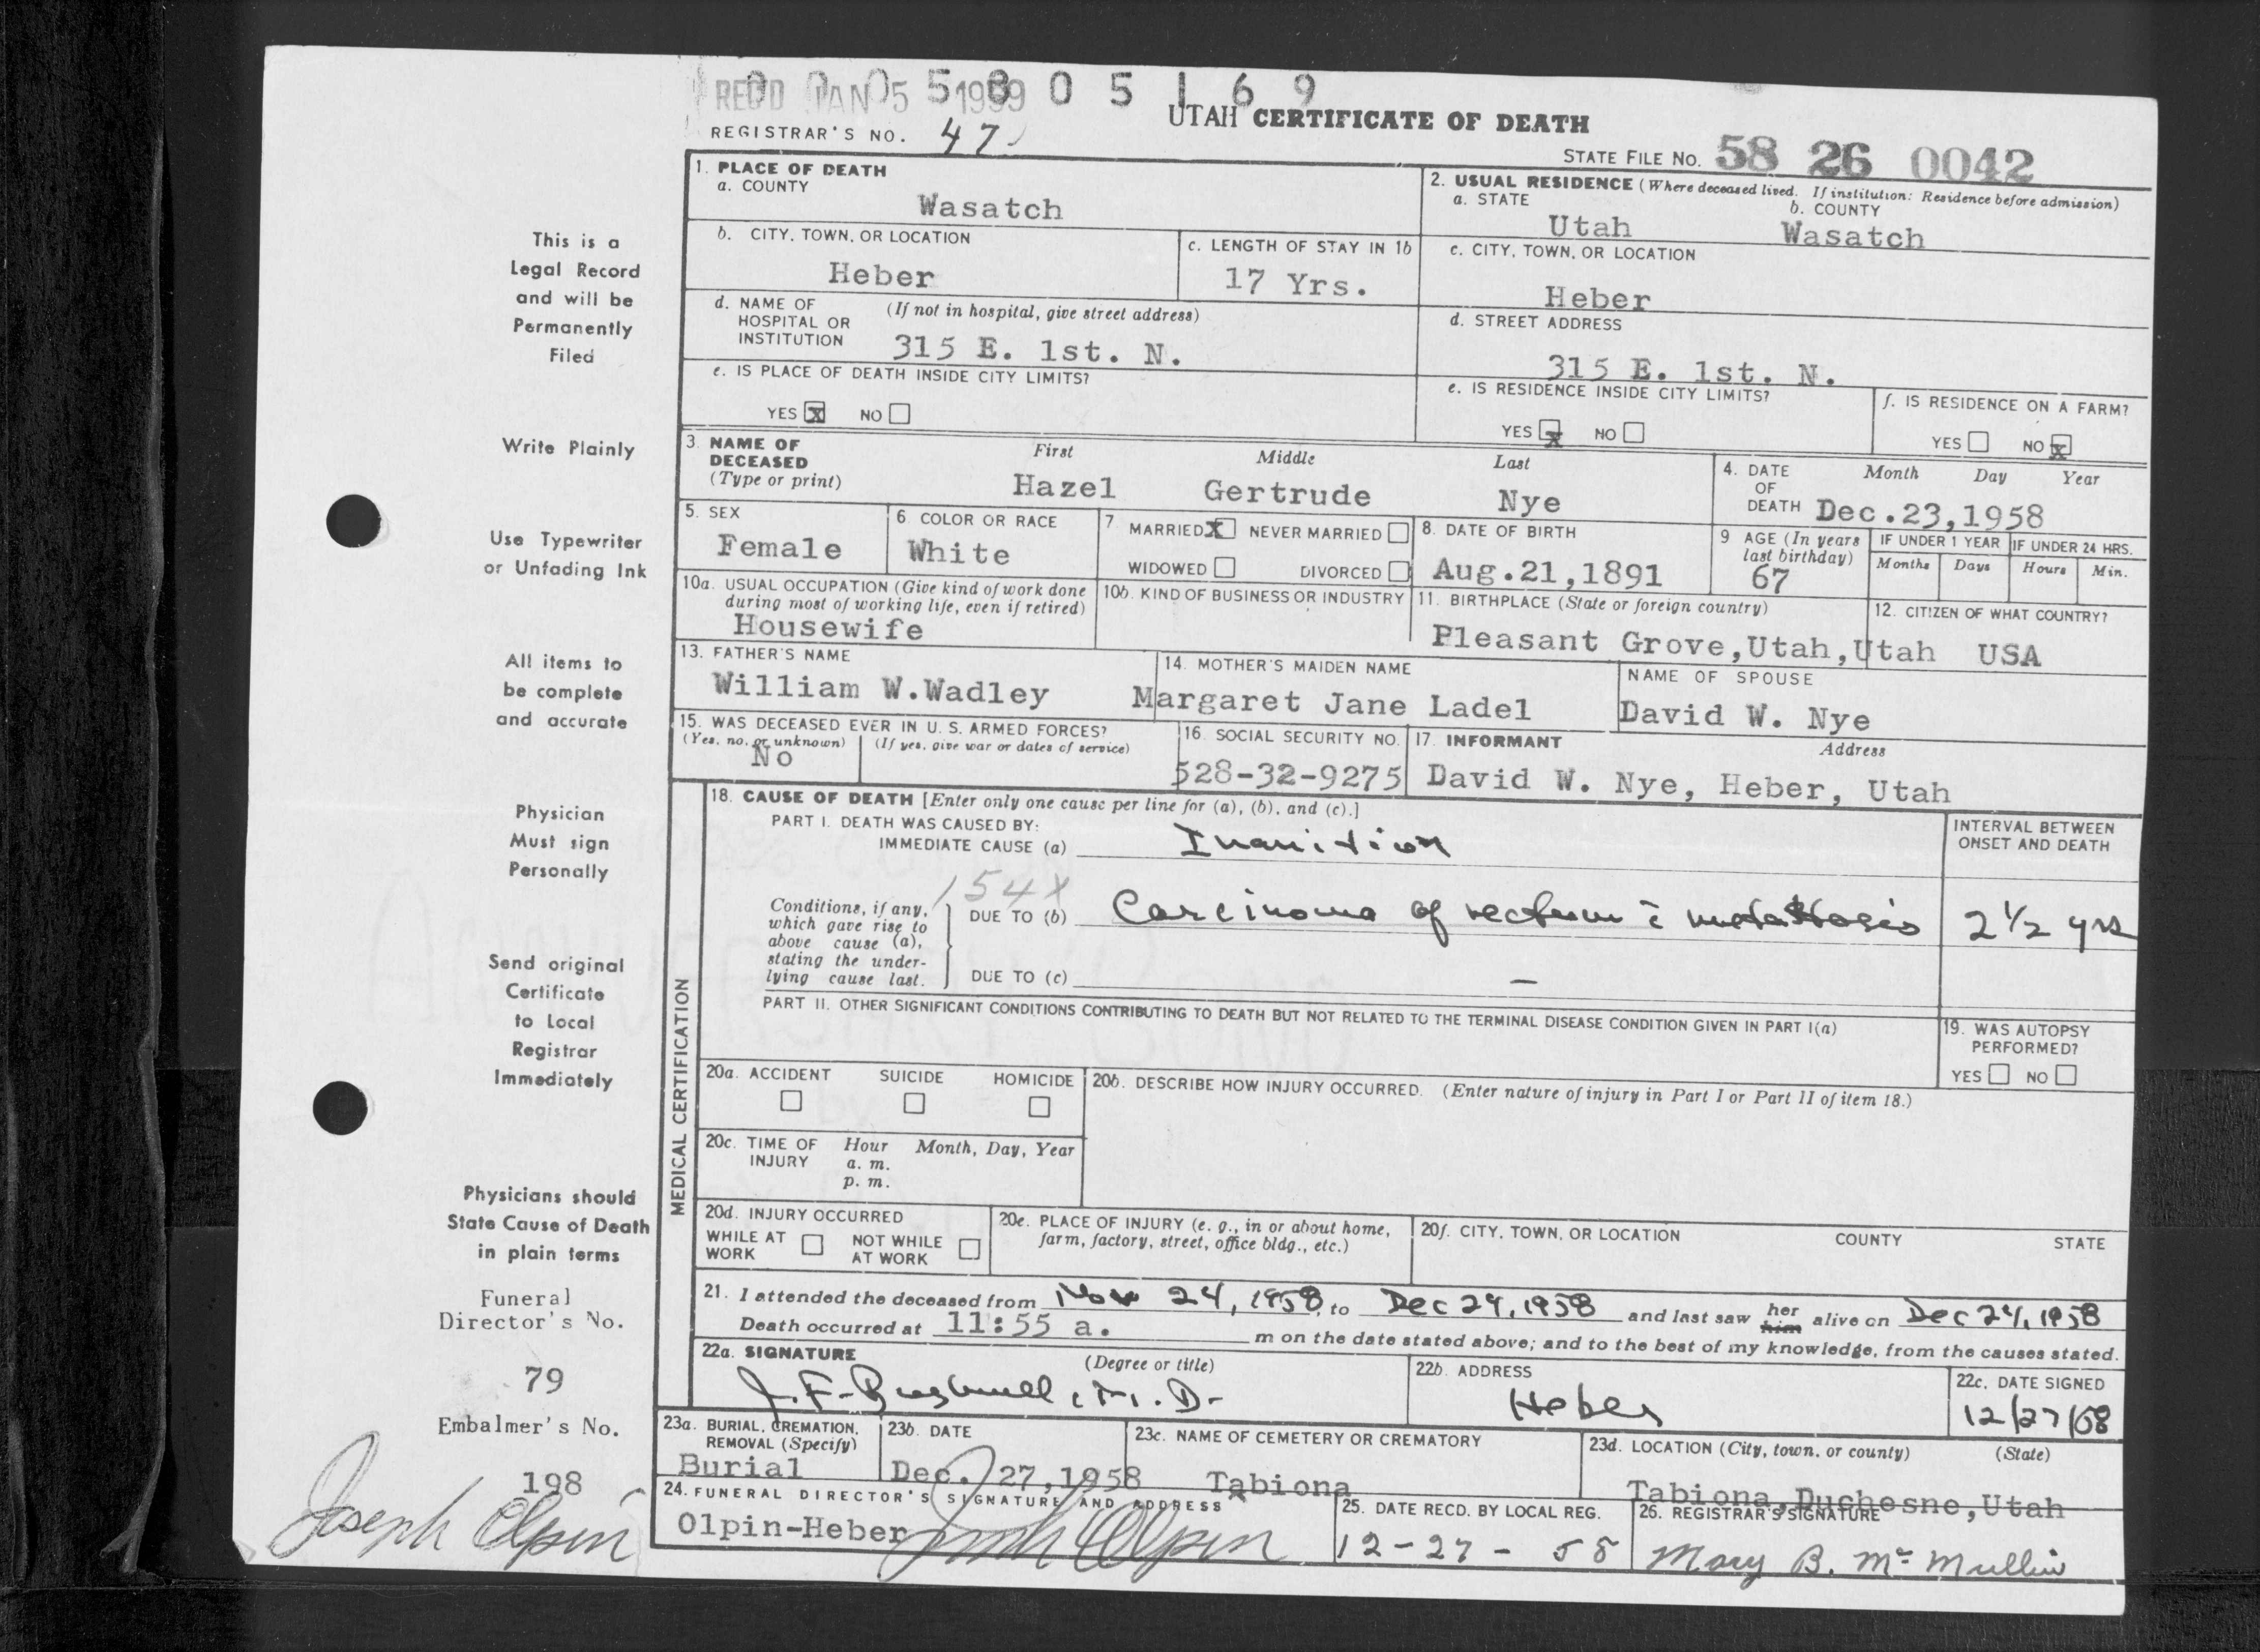 REC'D JAN 5 1959
0 5 8 0 5 1 6 9
UTAH CERTIFICATE OF DEATH
REGISTRAR'S NO. 47
STATE FILE NO. 58 26 0042
1. PLACE OF DEATH
a. COUNTY
Wasatch
2. USUAL RESIDENCE (Where deceased lived. If institution: Residence before admission)
a. STATE
Utah
b. COUNTY
Wasatch
b. CITY, TOWN, OR LOCATION
Heber
c. LENGTH OF STAY IN 1b
17 Yrs.
c. CITY, TOWN, OR LOCATION
Heber
d. NAME OF HOSPITAL OR INSTITUTION
(If not in hospital, give street address)
315 E. 1st. N.
d. STREET ADDRESS
315 E. 1st. N.
e. IS PLACE OF DEATH INSIDE CITY LIMITS?
YES X NO
e. IS RESIDENCE INSIDE CITY LIMITS?
YES X NO
f. IS RESIDENCE ON A FARM?
YES NO X
3. NAME OF DECEASED
(Type or print)
First Middle Last
Hazel Gertrude Nye
4. DATE OF DEATH
Month Day Year
Dec.23,1958
5. SEX
Female
6. COLOR OR RACE
White
7. MARRIED X NEVER MARRIED
WIDOWED DIVORCED
8. DATE OF BIRTH
Aug.21,1891
9 AGE (In years last birthday)
67
IF UNDER 1 YEAR IF UNDER 24 HRS.
Months Days Hours Min.
10a. USUAL OCCUPATION (Give kind of work done during most of working life, even if retired)
Housewife
10b. KIND OF BUSINESS OR INDUSTRY
11. BIRTHPLACE (State or foreign country)
Pleasant Grove,Utah,Utah
12. CITIZEN OF WHAT COUNTRY?
USA
13. FATHER'S NAME
William W.Wadley
14. MOTHER'S MAIDEN NAME
Margaret Jane Ladel
NAME OF SPOUSE
David W. Nye
15. WAS DECEASED EVER IN U. S. ARMED FORCES?
(Yes, no, or unknown) (If yes, give war or dates of service)
No
16. SOCIAL SECURITY NO.
528-32-9275
17. INFORMANT Address
David W. Nye, Heber, Utah
18. CAUSE OF DEATH [Enter only one cause per line for (a), (b), and (c).]
PART I. DEATH WAS CAUSED BY:
IMMEDIATE CAUSE (a) Inanition
INTERVAL BETWEEN ONSET AND DEATH
154X
Conditions, if any, which gave rise to above cause (a), stating the underlying cause last.
DUE TO (b) Carcinoma of rectum c̄ metastasis
2 1/2 yrs
DUE TO (c) —
PART II. OTHER SIGNIFICANT CONDITIONS CONTRIBUTING TO DEATH BUT NOT RELATED TO THE TERMINAL DISEASE CONDITION GIVEN IN PART I(a)
19. WAS AUTOPSY PERFORMED?
YES NO
MEDICAL CERTIFICATION
20a. ACCIDENT SUICIDE HOMICIDE
20b. DESCRIBE HOW INJURY OCCURRED. (Enter nature of injury in Part I or Part II of item 18.)
20c. TIME OF INJURY
Hour Month, Day, Year
a. m.
p. m.
20d. INJURY OCCURRED
WHILE AT WORK NOT WHILE AT WORK
20e. PLACE OF INJURY (e. g., in or about home, farm, factory, street, office bldg., etc.)
20f. CITY, TOWN, OR LOCATION COUNTY STATE
21. I attended the deceased from Nov 24, 1958, to Dec 24, 1958 and last saw her him alive on Dec 24, 1958
Death occurred at 11:55 a. m on the date stated above; and to the best of my knowledge, from the causes stated.
22a. SIGNATURE (Degree or title)
M. D.
22b. ADDRESS
Heber
22c. DATE SIGNED
12/27/58
23a. BURIAL, CREMATION, REMOVAL (Specify)
Burial
23b. DATE
Dec. 27,1958
23c. NAME OF CEMETERY OR CREMATORY
Tabiona
23d. LOCATION (City, town, or county) (State)
Tabiona,Duchesne,Utah
24. FUNERAL DIRECTOR'S SIGNATURE AND ADDRESS
Olpin-Heber
25. DATE RECD. BY LOCAL REG.
12-27-58
26. REGISTRAR'S SIGNATURE
Mary B. McMullin
This is a
Legal Record
and will be
Permanently
Filed
Write Plainly
Use Typewriter
or Unfading Ink
All items to
be complete
and accurate
Physician
Must sign
Personally
Send original
Certificate
to Local
Registrar
Immediately
Physicians should
State Cause of Death
in plain terms
Funeral
Director's No.
79
Embalmer's No.
198
Joseph Olpin